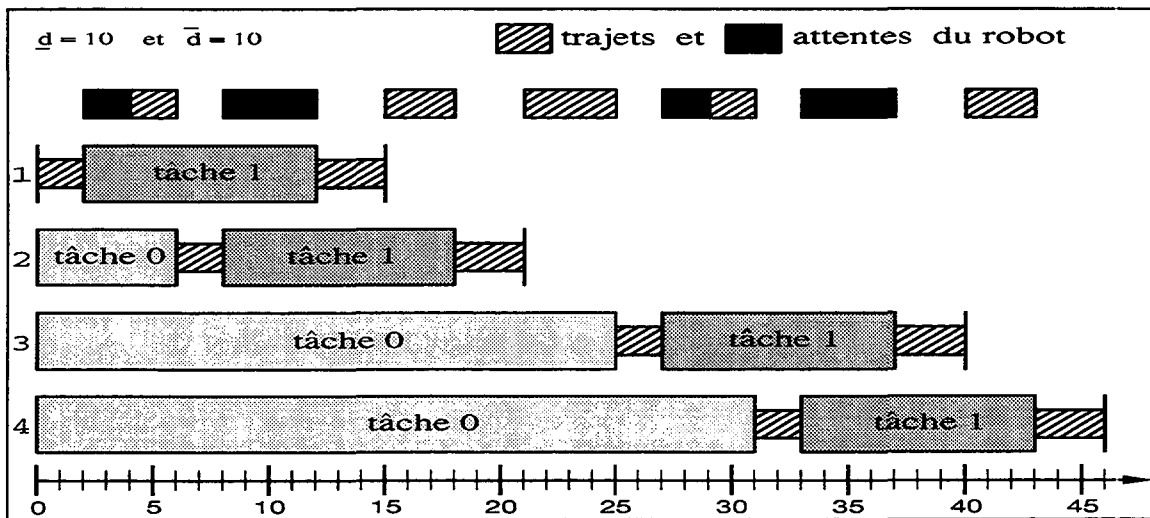 d = 10 et d = 10 trajets et attentes du robot
1 tâche 1
2 tâche 0 tâche 1
3 tâche 0 tâche 1
4 tâche 0 tâche 1
0 5 10 15 20 25 30 35 40 45